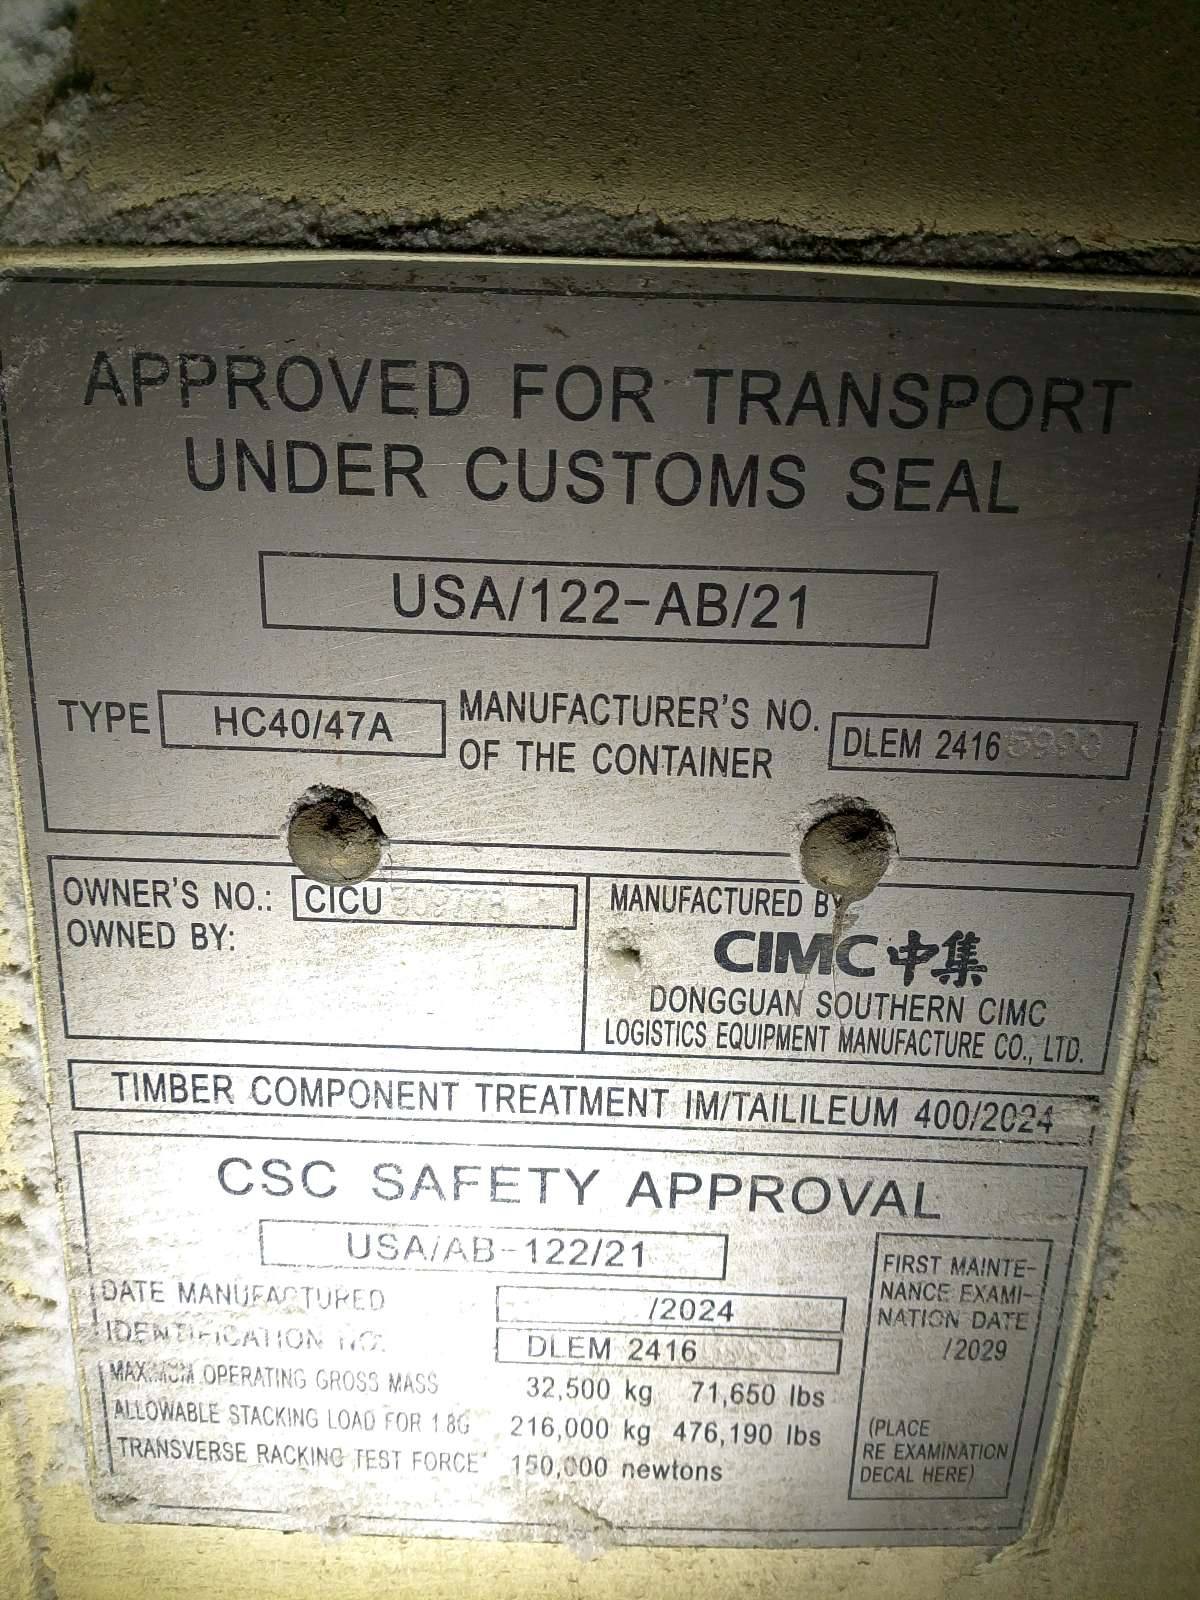 APPROVED FOR TRANSPORT
UNDER CUSTOMS SEAL
USA/122-AB/21
TYPE HC40/47A
MANUFACTURER'S NO.
OF THE CONTAINER
DLEM 2416
OWNER'S NO.: CICU
OWNED BY:
MANUFACTURED BY
CIMC 中集
DONGGUAN SOUTHERN CIMC
LOGISTICS EQUIPMENT MANUFACTURE CO., LTD.
TIMBER COMPONENT TREATMENT IM/TAILILEUM 400/2024
CSC SAFETY APPROVAL
USA/AB-122/21
DATE MANUFACTURED /2024
IDENTIFICATION NO. DLEM 2416
MAXIMUM OPERATING GROSS MASS 32,500 kg 71,650 lbs
ALLOWABLE STACKING LOAD FOR 1.8G 216,000 kg 476,190 lbs
TRANSVERSE RACKING TEST FORCE 150,000 newtons
FIRST MAINTE-
NANCE EXAMI-
NATION DATE
/2029
(PLACE
RE EXAMINATION
DECAL HERE)